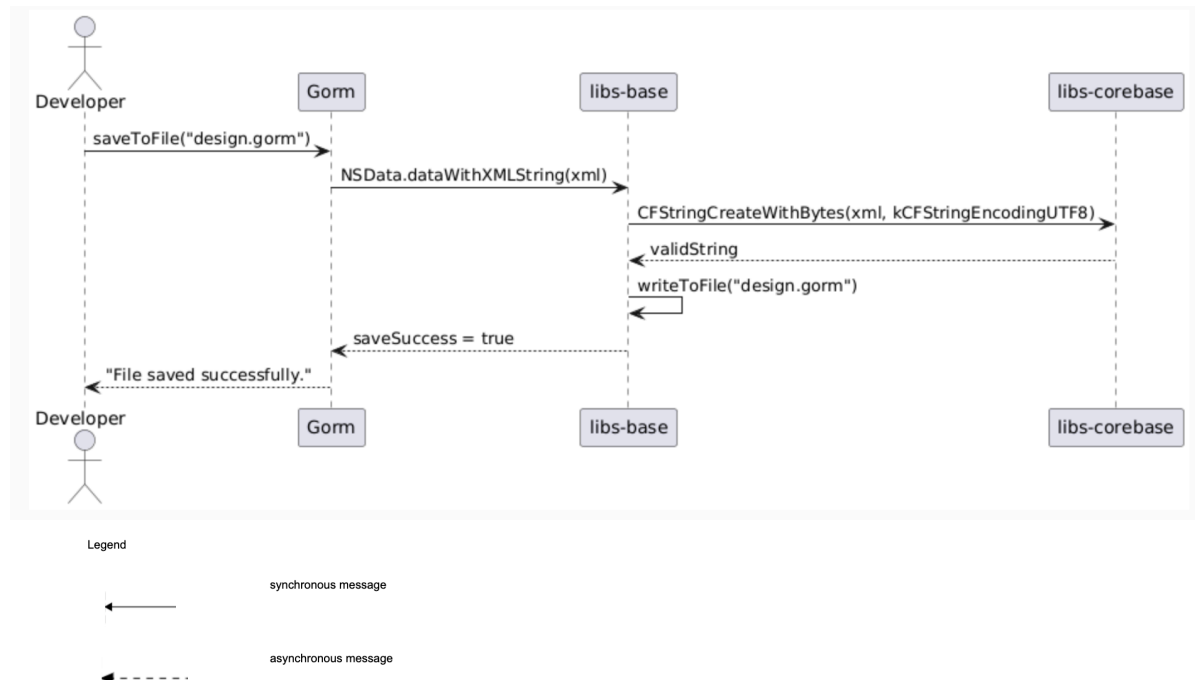 Developer
Gorm
libs-base
libs-corebase
saveToFile("design.gorm")
NSData.dataWithXMLString(xml)
CFStringCreateWithBytes(xml, kCFStringEncodingUTF8)
validString
writeToFile("design.gorm")
saveSuccess = true
"File saved successfully."
Developer
Gorm
libs-base
libs-corebase
Legend
synchronous message
asynchronous message